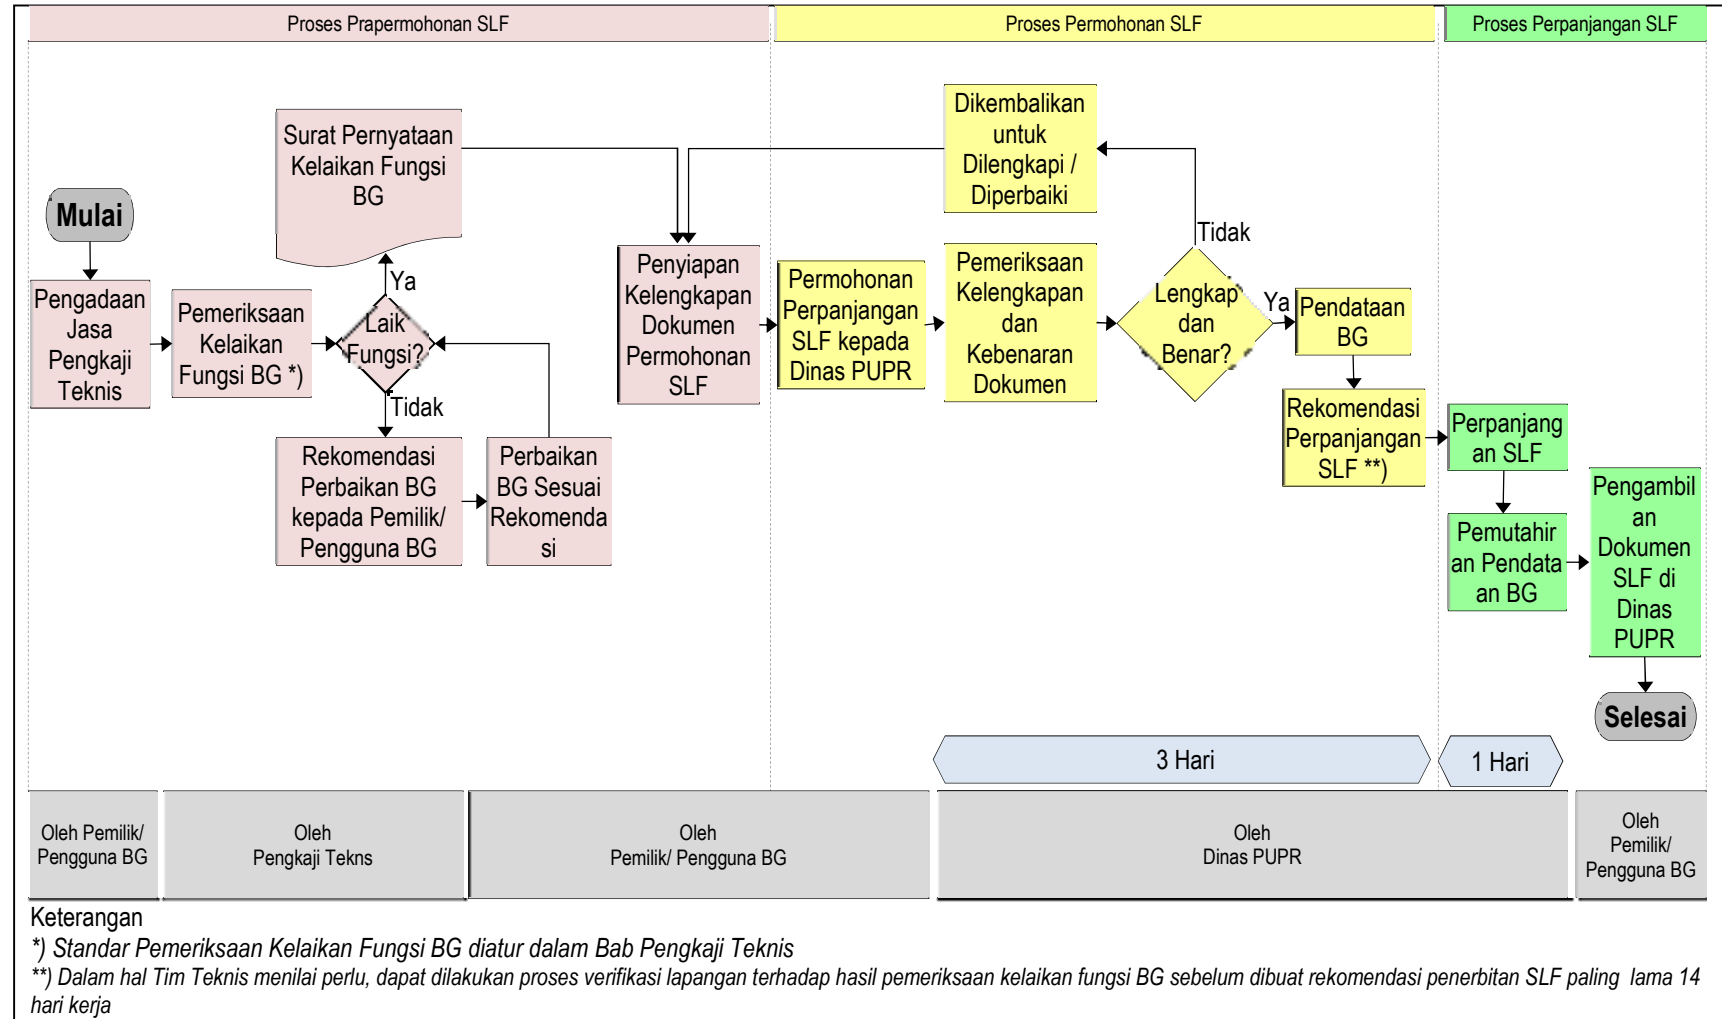 Proses Prapermohonan SLF
Proses Permohonan SLF
Proses Perpanjangan SLF
Mulai
Pengadaan
Jasa
Pengkaji
Teknis
Pemeriksaan
Kelaikan
Fungsi BG *)
Laik
Fungsi?
Ya
Surat Pernyataan
Kelaikan Fungsi
BG
Tidak
Rekomendasi
Perbaikan BG
kepada Pemilik/
Pengguna BG
Perbaikan
BG Sesuai
Rekomenda
si
Penyiapan
Kelengkapan
Dokumen
Permohonan
SLF
Permohonan
Perpanjangan
SLF kepada
Dinas PUPR
Pemeriksaan
Kelengkapan
dan
Kebenaran
Dokumen
Lengkap
dan
Benar?
Tidak
Dikembalikan
untuk
Dilengkapi /
Diperbaiki
Ya
Pendataan
BG
Rekomendasi
Perpanjangan
SLF **)
Perpanjang
an SLF
Pemutahir
an Pendata
an BG
Pengambil
an
Dokumen
SLF di
Dinas
PUPR
Selesai
3 Hari
1 Hari
Oleh Pemilik/
Pengguna BG
Oleh
Pengkaji Tekns
Oleh
Pemilik/ Pengguna BG
Oleh
Dinas PUPR
Oleh
Pemilik/
Pengguna BG
Keterangan
*) Standar Pemeriksaan Kelaikan Fungsi BG diatur dalam Bab Pengkaji Teknis
**) Dalam hal Tim Teknis menilai perlu, dapat dilakukan proses verifikasi lapangan terhadap hasil pemeriksaan kelaikan fungsi BG sebelum dibuat rekomendasi penerbitan SLF paling lama 14
hari kerja